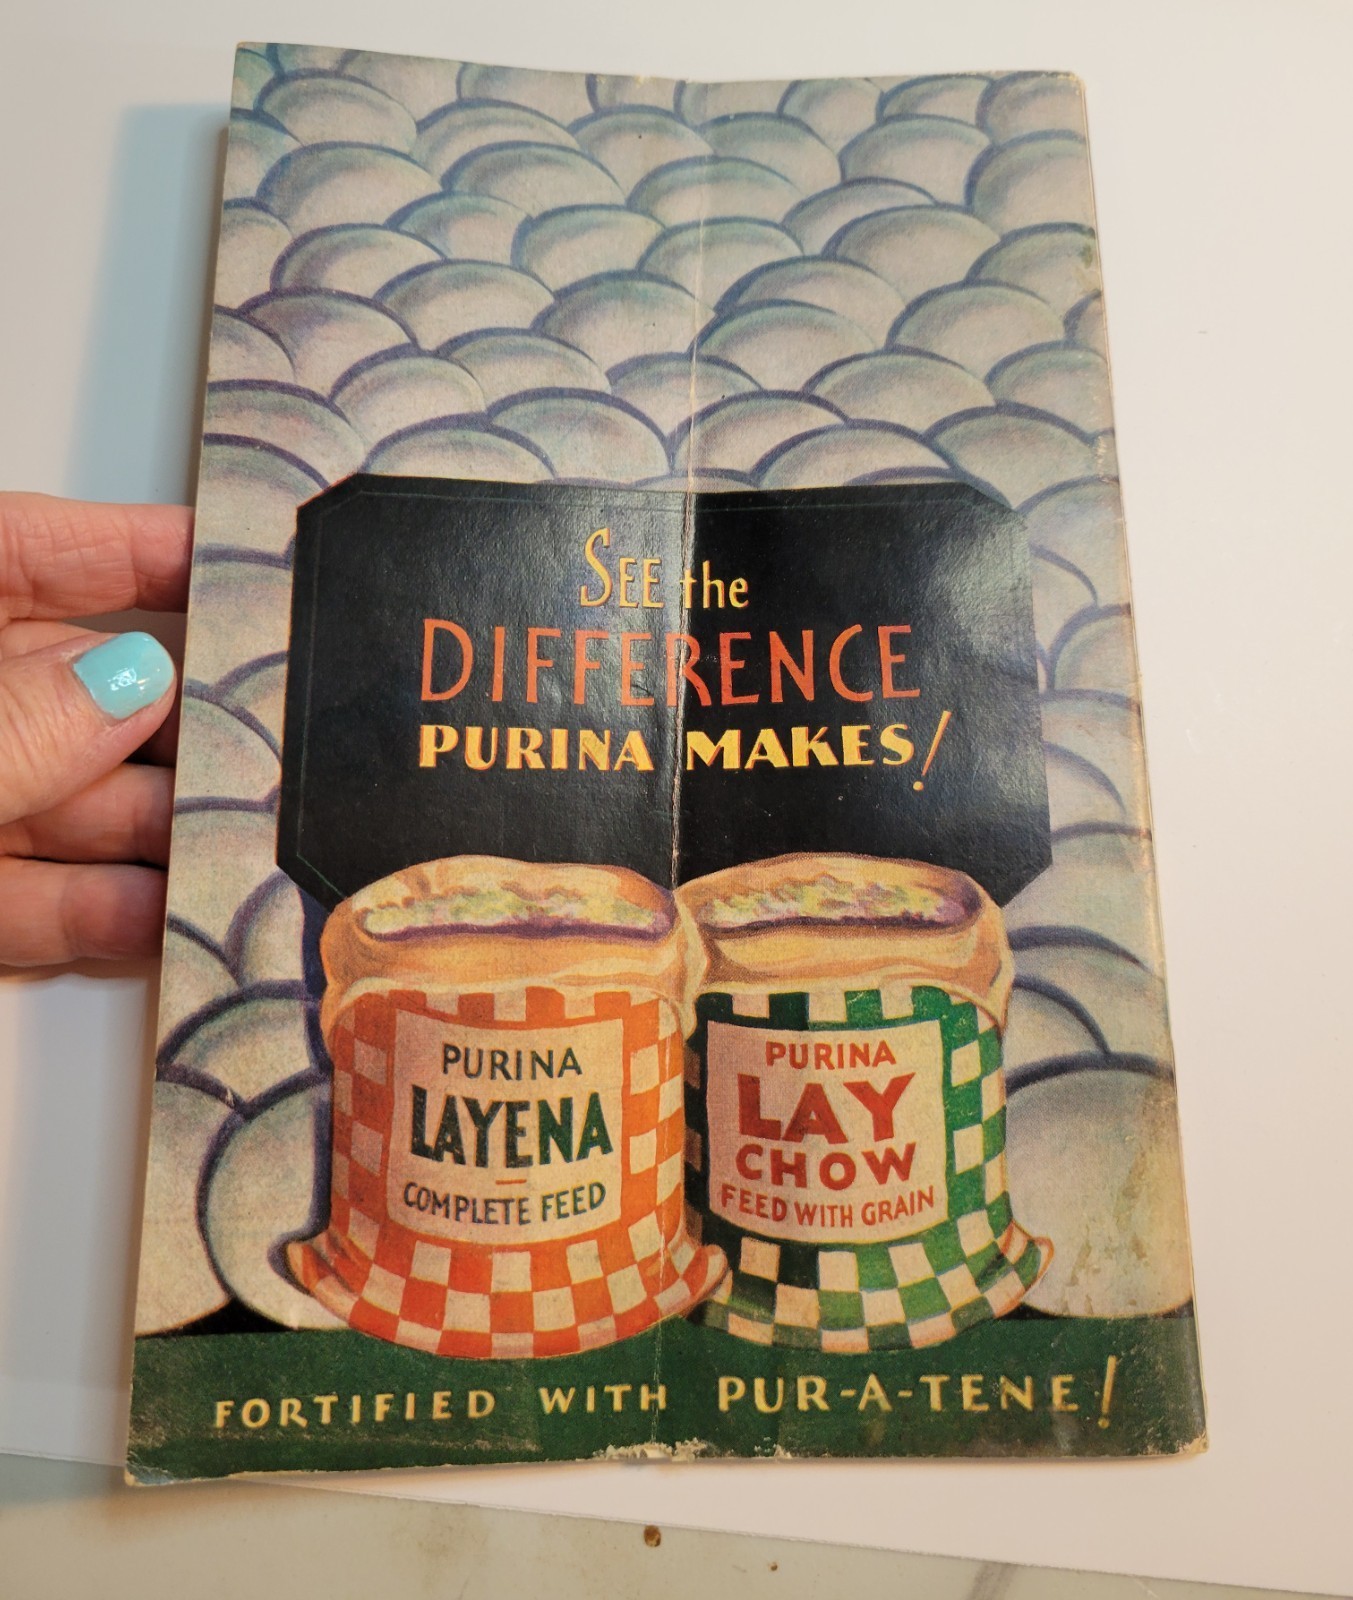 SEE the
DIFFERENCE
PURINA MAKES!
PURINA
LAYENA
COMPLETE FEED
PURINA
LAY
CHOW
FEED WITH GRAIN
FORTIFIED WITH PUR-A-TENE!